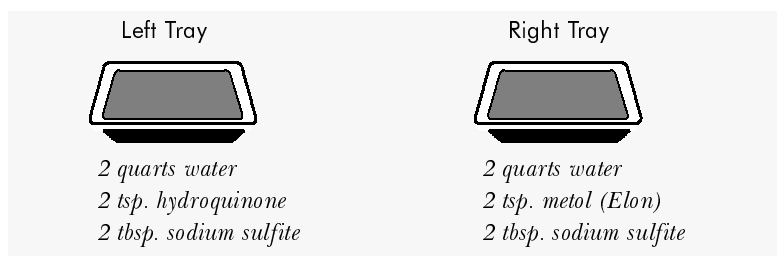 Left Tray
2 quarts water
2 tsp. hydroquinone
2 tbsp. sodium sulfite
Right Tray
2 quarts water
2 tsp. metol (Elon)
2 tbsp. sodium sulfite